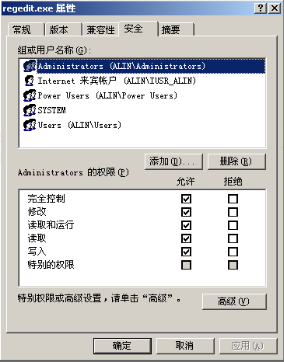 regedit.exe 属性
常规 版本 兼容性 安全 摘要
组或用户名称(G):
Administrators (ALIN\Administrators)
Internet 来宾帐户 (ALIN\IUSR_ALIN)
Power Users (ALIN\Power Users)
SYSTEM
Users (ALIN\Users)
添加(D)... 删除(R)
Administrators 的权限(P) 允许 拒绝
完全控制
修改
读取和运行
读取
写入
特别的权限
特别权限或高级设置，请单击“高级”。
高级(V)
确定 取消 应用(A)